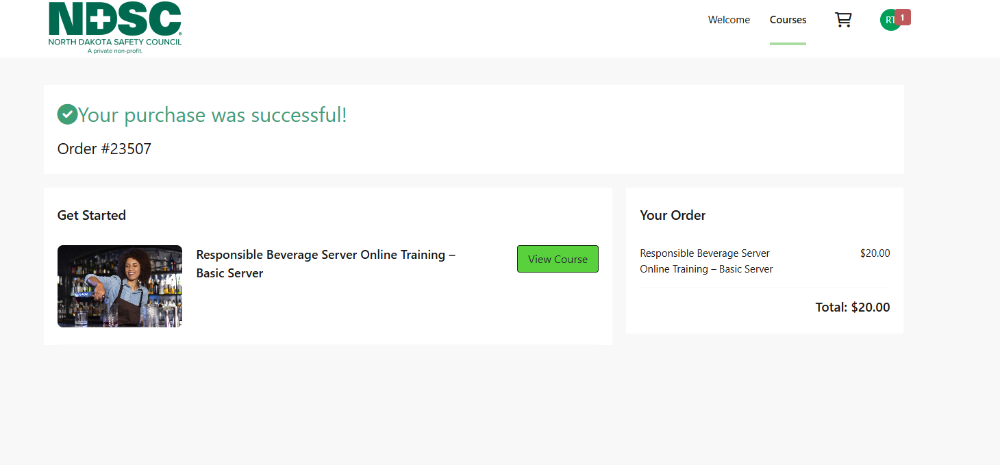 NDSC
NORTH DAKOTA SAFETY COUNCIL
A private non-profit.
Welcome
Courses
RT
1
Your purchase was successful!
Order #23507
Get Started
Responsible Beverage Server Online Training –
Basic Server
View Course
Your Order
Responsible Beverage Server
Online Training – Basic Server
$20.00
Total: $20.00